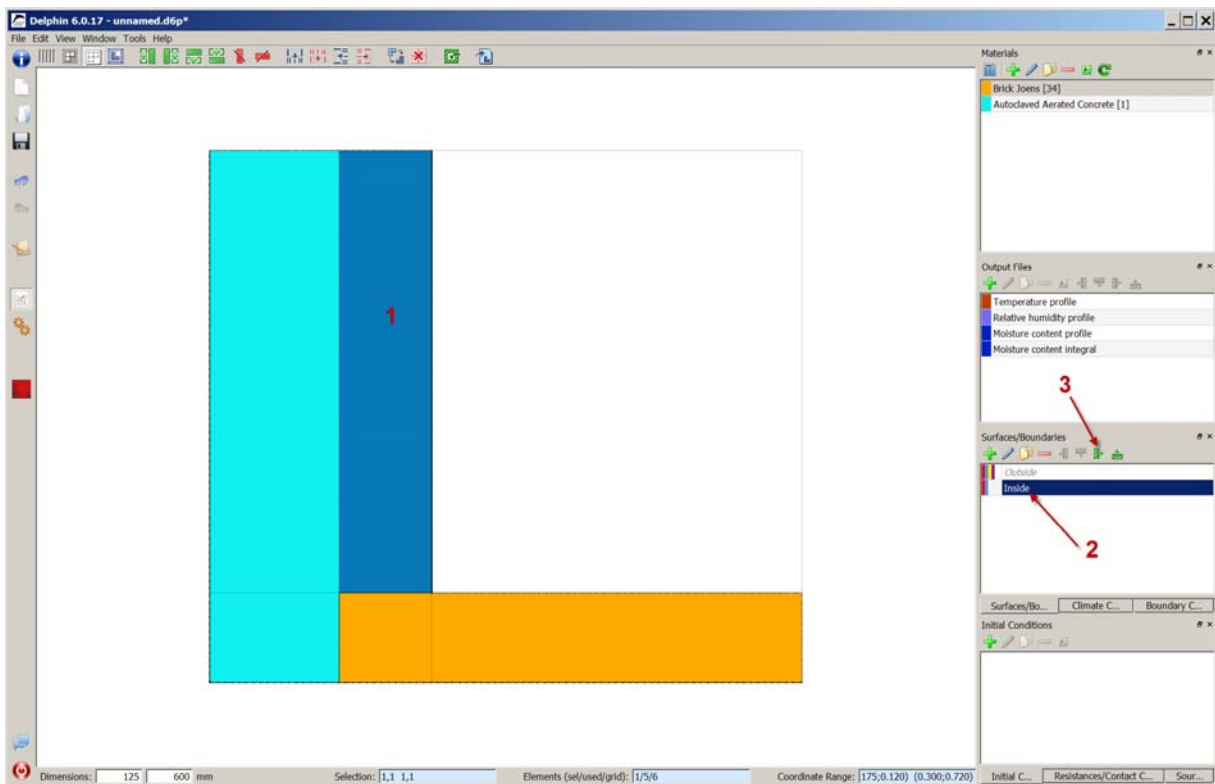 Delphin 6.0.17 - unnamed.d6p*
File Edit View Window Tools Help
Materials
Brick Joens [34]
Autoclaved Aerated Concrete [1]
Output Files
Temperature profile
Relative humidity profile
Moisture content profile
Moisture content integral
1
3
Surfaces/Boundaries
Outside
Inside
2
Surfaces/Bo... Climate C... Boundary C...
Initial Conditions
Dimensions: 125 600 mm Selection: 1,1 1,1 Elements (sel/used/grid): 1/5/6 Coordinate Range: [175;0.120) (0.300;0.720) Initial C... Resistances/Contact C... Sour...